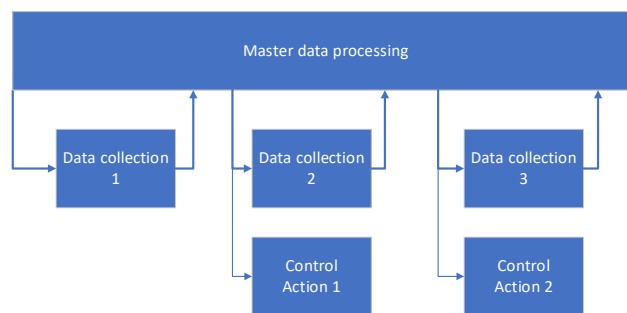 Master data processing
Data collection
1
Data collection
2
Data collection
3
Control
Action 1
Control
Action 2